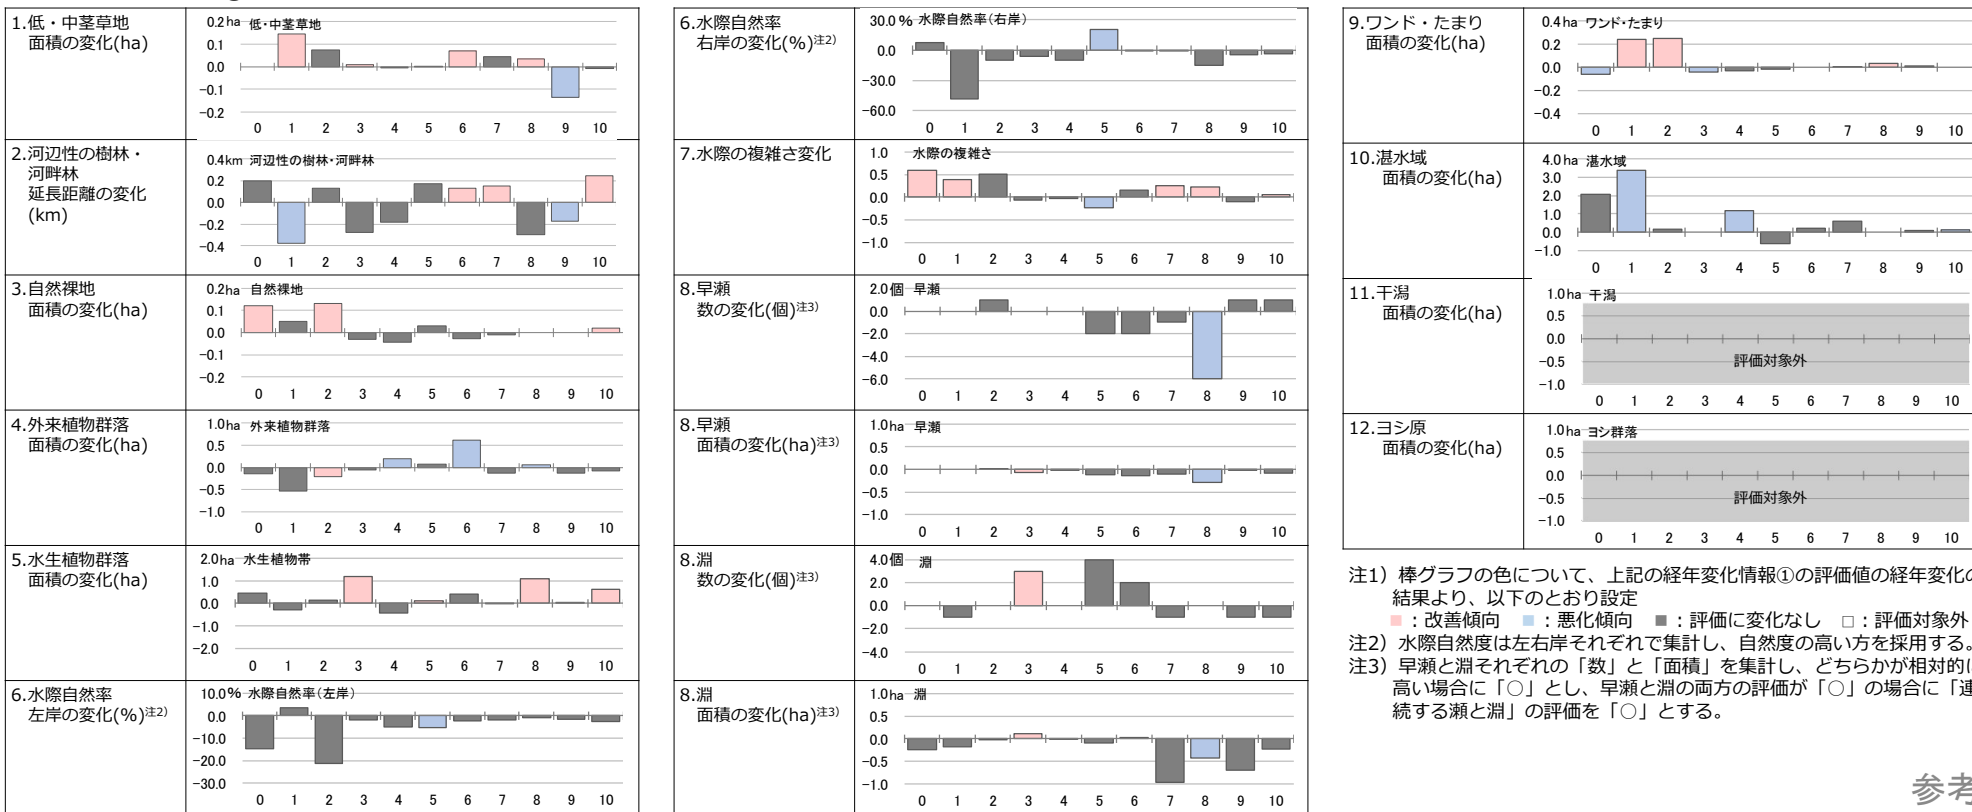 1.低・中茎草地
面積の変化(ha)
0.2ha 低・中茎草地
0.1
0.0
−0.1
−0.2
0 1 2 3 4 5 6 7 8 9 10
2.河辺性の樹林・
河畔林
延長距離の変化
(km)
0.4km 河辺性の樹林・河畔林
0.2
0.0
−0.2
−0.4
0 1 2 3 4 5 6 7 8 9 10
3.自然裸地
面積の変化(ha)
0.2ha 自然裸地
0.1
0.0
−0.1
−0.2
0 1 2 3 4 5 6 7 8 9 10
4.外来植物群落
面積の変化(ha)
1.0ha 外来植物群落
0.5
0.0
−0.5
−1.0
0 1 2 3 4 5 6 7 8 9 10
5.水生植物群落
面積の変化(ha)
2.0ha 水生植物帯
1.0
0.0
−1.0
−2.0
0 1 2 3 4 5 6 7 8 9 10
6.水際自然率
左岸の変化(%)注2)
10.0% 水際自然率(左岸)
0.0
−10.0
−20.0
−30.0
0 1 2 3 4 5 6 7 8 9 10
6.水際自然率
右岸の変化(%)注2)
30.0% 水際自然率(右岸)
0.0
−30.0
−60.0
0 1 2 3 4 5 6 7 8 9 10
7.水際の複雑さ変化
1.0 水際の複雑さ
0.5
0.0
−0.5
−1.0
0 1 2 3 4 5 6 7 8 9 10
8.早瀬
数の変化(個)注3)
2.0個 早瀬
0.0
−2.0
−4.0
−6.0
0 1 2 3 4 5 6 7 8 9 10
8.早瀬
面積の変化(ha)注3)
1.0ha 早瀬
0.5
0.0
−0.5
−1.0
0 1 2 3 4 5 6 7 8 9 10
8.淵
数の変化(個)注3)
4.0個 淵
2.0
0.0
−2.0
−4.0
0 1 2 3 4 5 6 7 8 9 10
8.淵
面積の変化(ha)注3)
1.0ha 淵
0.5
0.0
−0.5
−1.0
0 1 2 3 4 5 6 7 8 9 10
9.ワンド・たまり
面積の変化(ha)
0.4ha ワンド・たまり
0.2
0.0
−0.2
−0.4
0 1 2 3 4 5 6 7 8 9 10
10.湛水域
面積の変化(ha)
4.0ha 湛水域
3.0
2.0
1.0
0.0
−1.0
0 1 2 3 4 5 6 7 8 9 10
11.干潟
面積の変化(ha)
1.0ha 干潟
0.5
0.0
−0.5
−1.0
評価対象外
0 1 2 3 4 5 6 7 8 9 10
12.ヨシ原
面積の変化(ha)
1.0ha ヨシ群落
0.5
0.0
−0.5
−1.0
評価対象外
0 1 2 3 4 5 6 7 8 9 10
注1）棒グラフの色について、上記の経年変化情報①の評価値の経年変化の
結果より、以下のとおり設定
■：改善傾向 ■：悪化傾向 ■：評価に変化なし □：評価対象外
注2）水際自然度は左右岸それぞれで集計し、自然度の高い方を採用する。
注3）早瀬と淵それぞれの「数」と「面積」を集計し、どちらかが相対的に
高い場合に「○」とし、早瀬と淵の両方の評価が「○」の場合に「連
続する瀬と淵」の評価を「○」とする。
参考